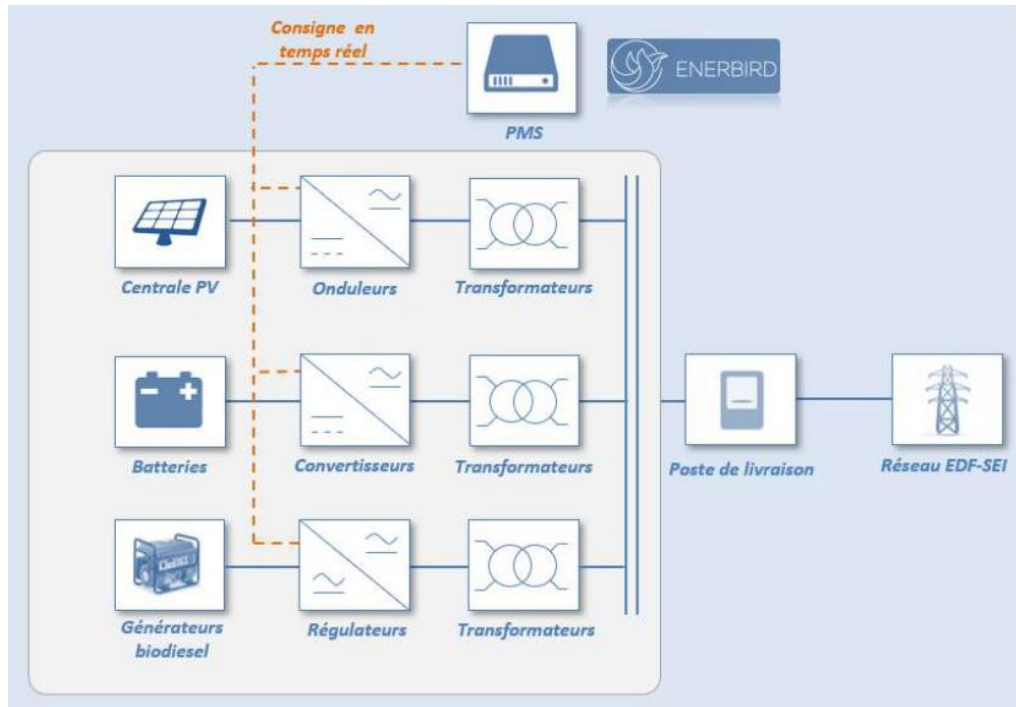 Consigne en
temps réel
ENERBIRD
PMS
Centrale PV
Onduleurs
Transformateurs
Batteries
Convertisseurs
Transformateurs
Poste de livraison
Réseau EDF-SEI
Générateurs
biodiesel
Régulateurs
Transformateurs